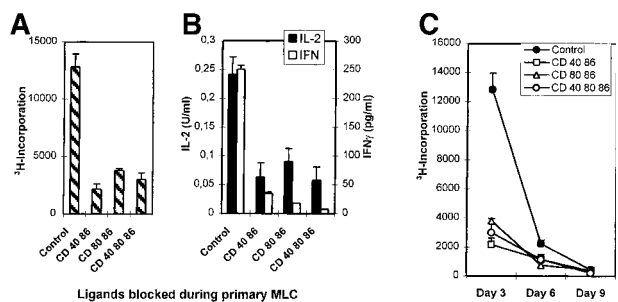 A
15000
10000
5000
0
³H-Incorporation
Control
CD 40 86
CD 80 86
CD 40 80 86
B
IL-2
IFN
0,3
0,25
0,2
0,15
0,1
0,05
0
IL-2 (U/ml)
300
250
200
150
100
50
0
IFNγ (pg/ml)
Control
CD 40 86
CD 80 86
CD 40 80 86
Ligands blocked during primary MLC
C
Control
CD 40 86
CD 80 86
CD 40 80 86
16000
14000
12000
10000
8000
6000
4000
2000
0
³H-Incorporation
Day 3
Day 6
Day 9